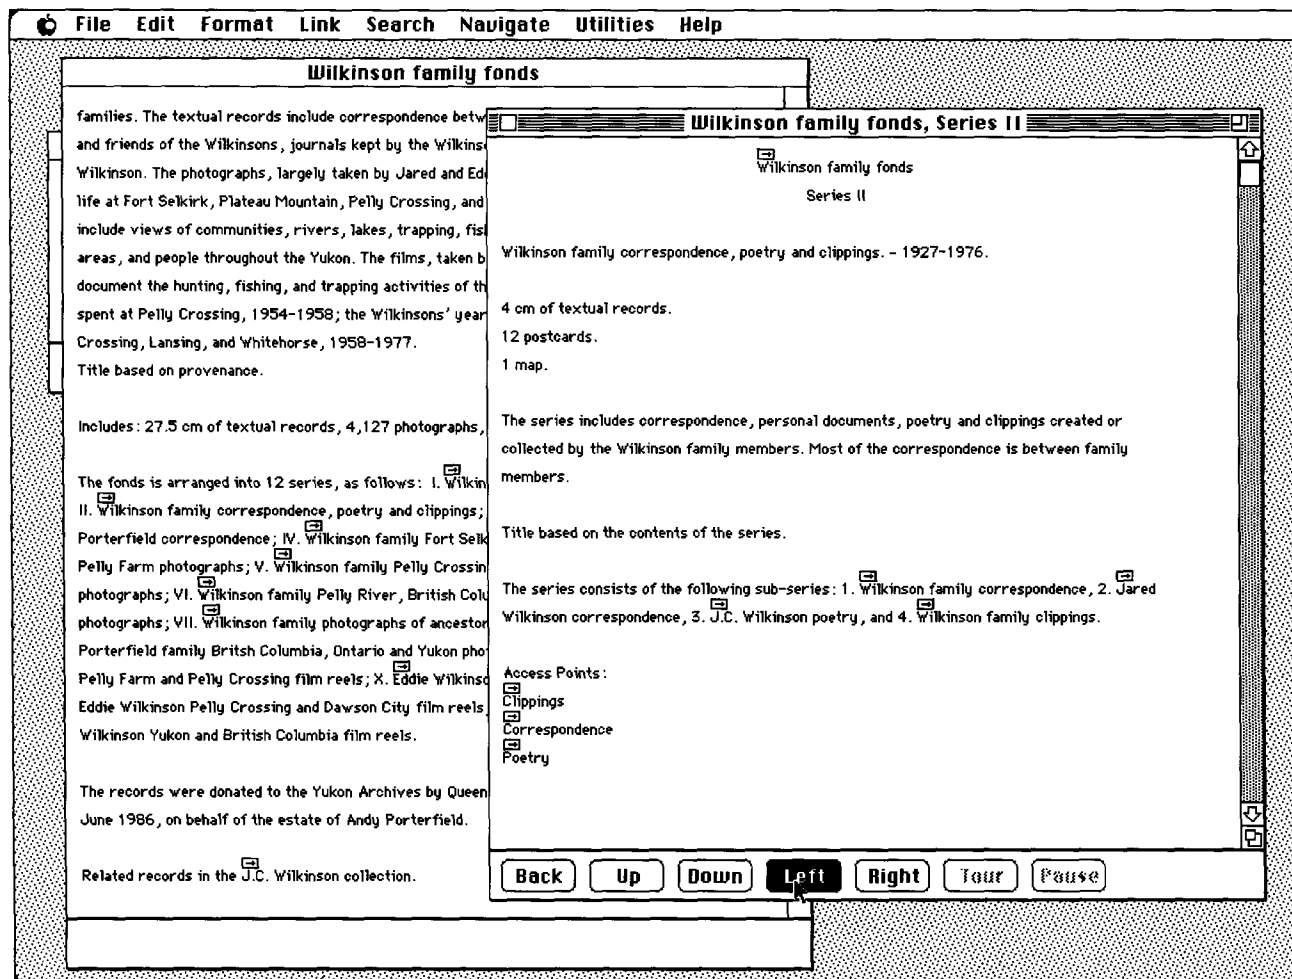 File Edit Format Link Search Navigate Utilities Help
Wilkinson family fonds
families. The textual records include correspondence betw
and friends of the Wilkinsons, journals kept by the Wilkins
Wilkinson. The photographs, largely taken by Jared and Ed
life at Fort Selkirk, Plateau Mountain, Pelly Crossing, and
include views of communities, rivers, lakes, trapping, fis
areas, and people throughout the Yukon. The films, taken b
document the hunting, fishing, and trapping activities of th
spent at Pelly Crossing, 1954-1958; the Wilkinsons' year
Crossing, Lansing, and Whitehorse, 1958-1977.
Title based on provenance.
Includes: 27.5 cm of textual records, 4,127 photographs,
The fonds is arranged into 12 series, as follows: I. Wilkin
II. Wilkinson family correspondence, poetry and clippings;
Porterfield correspondence; IV. Wilkinson family Fort Selk
Pelly Farm photographs; V. Wilkinson family Pelly Crossin
photographs; VI. Wilkinson family Pelly River, British Colu
photographs; VII. Wilkinson family photographs of ancestor
Porterfield family Britsh Columbia, Ontario and Yukon pho
Pelly Farm and Pelly Crossing film reels; X. Eddie Wilkinso
Eddie Wilkinson Pelly Crossing and Dawson City film reels
Wilkinson Yukon and British Columbia film reels.
The records were donated to the Yukon Archives by Queen
June 1986, on behalf of the estate of Andy Porterfield.
Related records in the J.C. Wilkinson collection.
Wilkinson family fonds, Series II
Wilkinson family fonds
Series II
Wilkinson family correspondence, poetry and clippings. - 1927-1976.
4 cm of textual records.
12 postcards.
1 map.
The series includes correspondence, personal documents, poetry and clippings created or
collected by the Wilkinson family members. Most of the correspondence is between family
members.
Title based on the contents of the series.
The series consists of the following sub-series: 1. Wilkinson family correspondence, 2. Jared
Wilkinson correspondence, 3. J.C. Wilkinson poetry, and 4. Wilkinson family clippings.
Access Points:
Clippings
Correspondence
Poetry
Back Up Down Left Right Tour Pause